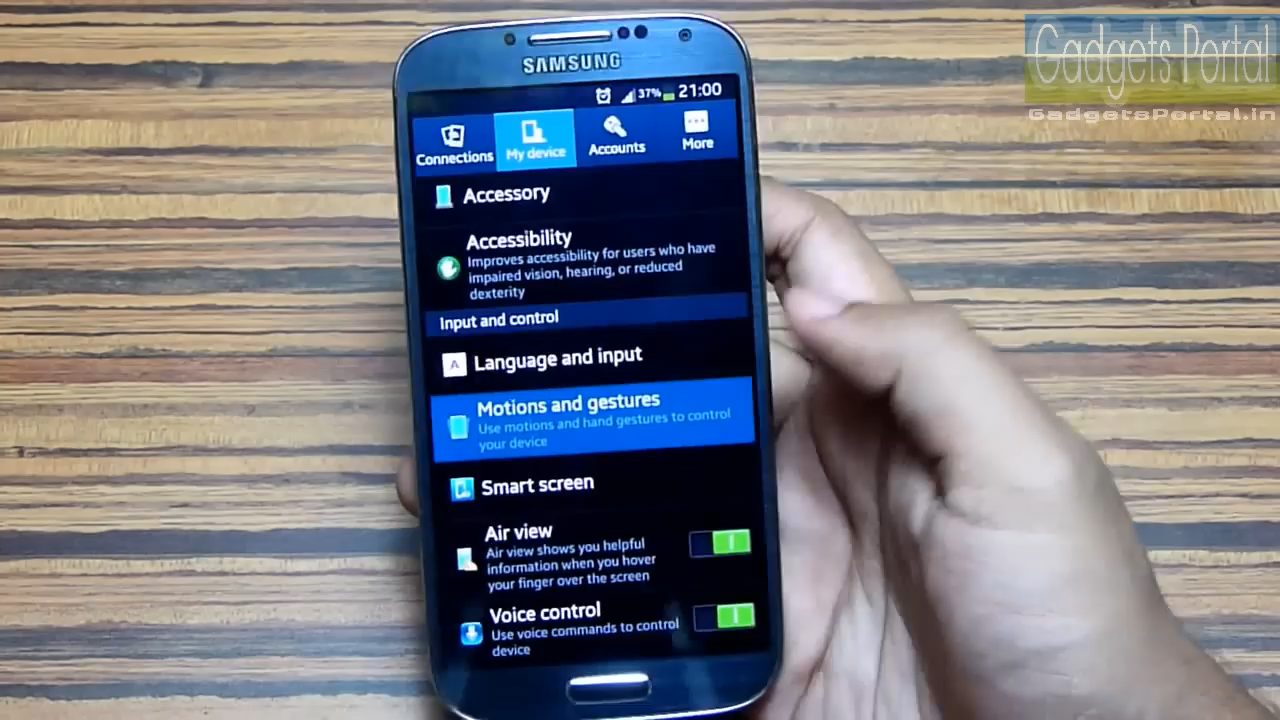 Gadgets Portal
GadgetsPortal.in
SAMSUNG
37% 21:00
Connections
My device
Accounts
More
Accessory
Accessibility
Improves accessibility for users who have
impaired vision, hearing, or reduced
dexterity
Input and control
A
Language and input
Motions and gestures
Use motions and hand gestures to control
your device
Smart screen
Air view
Air view shows you helpful
information when you hover
your finger over the screen
Voice control
Use voice commands to control
device